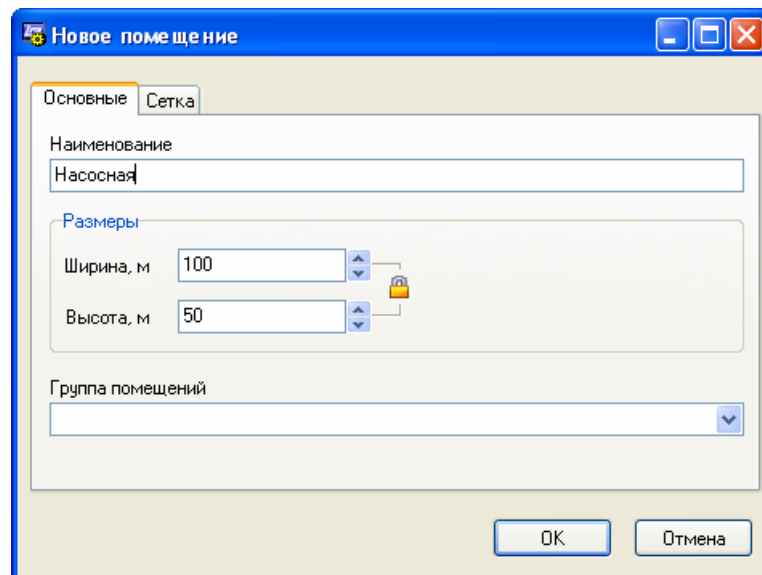 Новое помещение
Основные Сетка
Наименование
Насосная
Размеры
Ширина, м 100
Высота, м 50
Группа помещений
OK Отмена